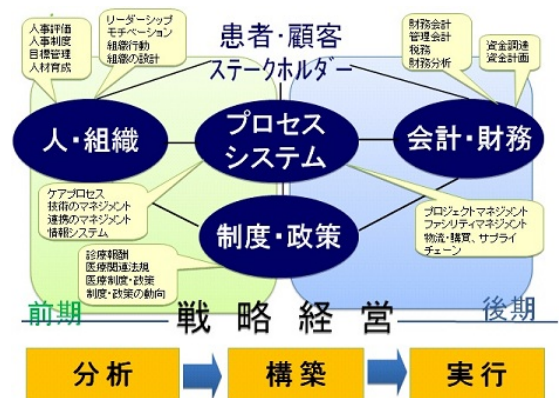 人事評価
人事制度
目標管理
人材育成
リーダーシップ
モチベーション
組織行動
組織の設計
患者・顧客
ステークホルダー
財務会計
管理会計
税務
財務分析
資金調達
資金計画
人・組織
プロセス
システム
会計・財務
ケアプロセス
技術のマネジメント
連携のマネジメント
情報システム
プロジェクトマネジメント
ファシリティマネジメント
物流・購買、サプライ
チェーン
制度・政策
診療報酬
医療関連法規
医療制度・政策
制度・政策の動向
前期
戦略経営
後期
分析
構築
実行